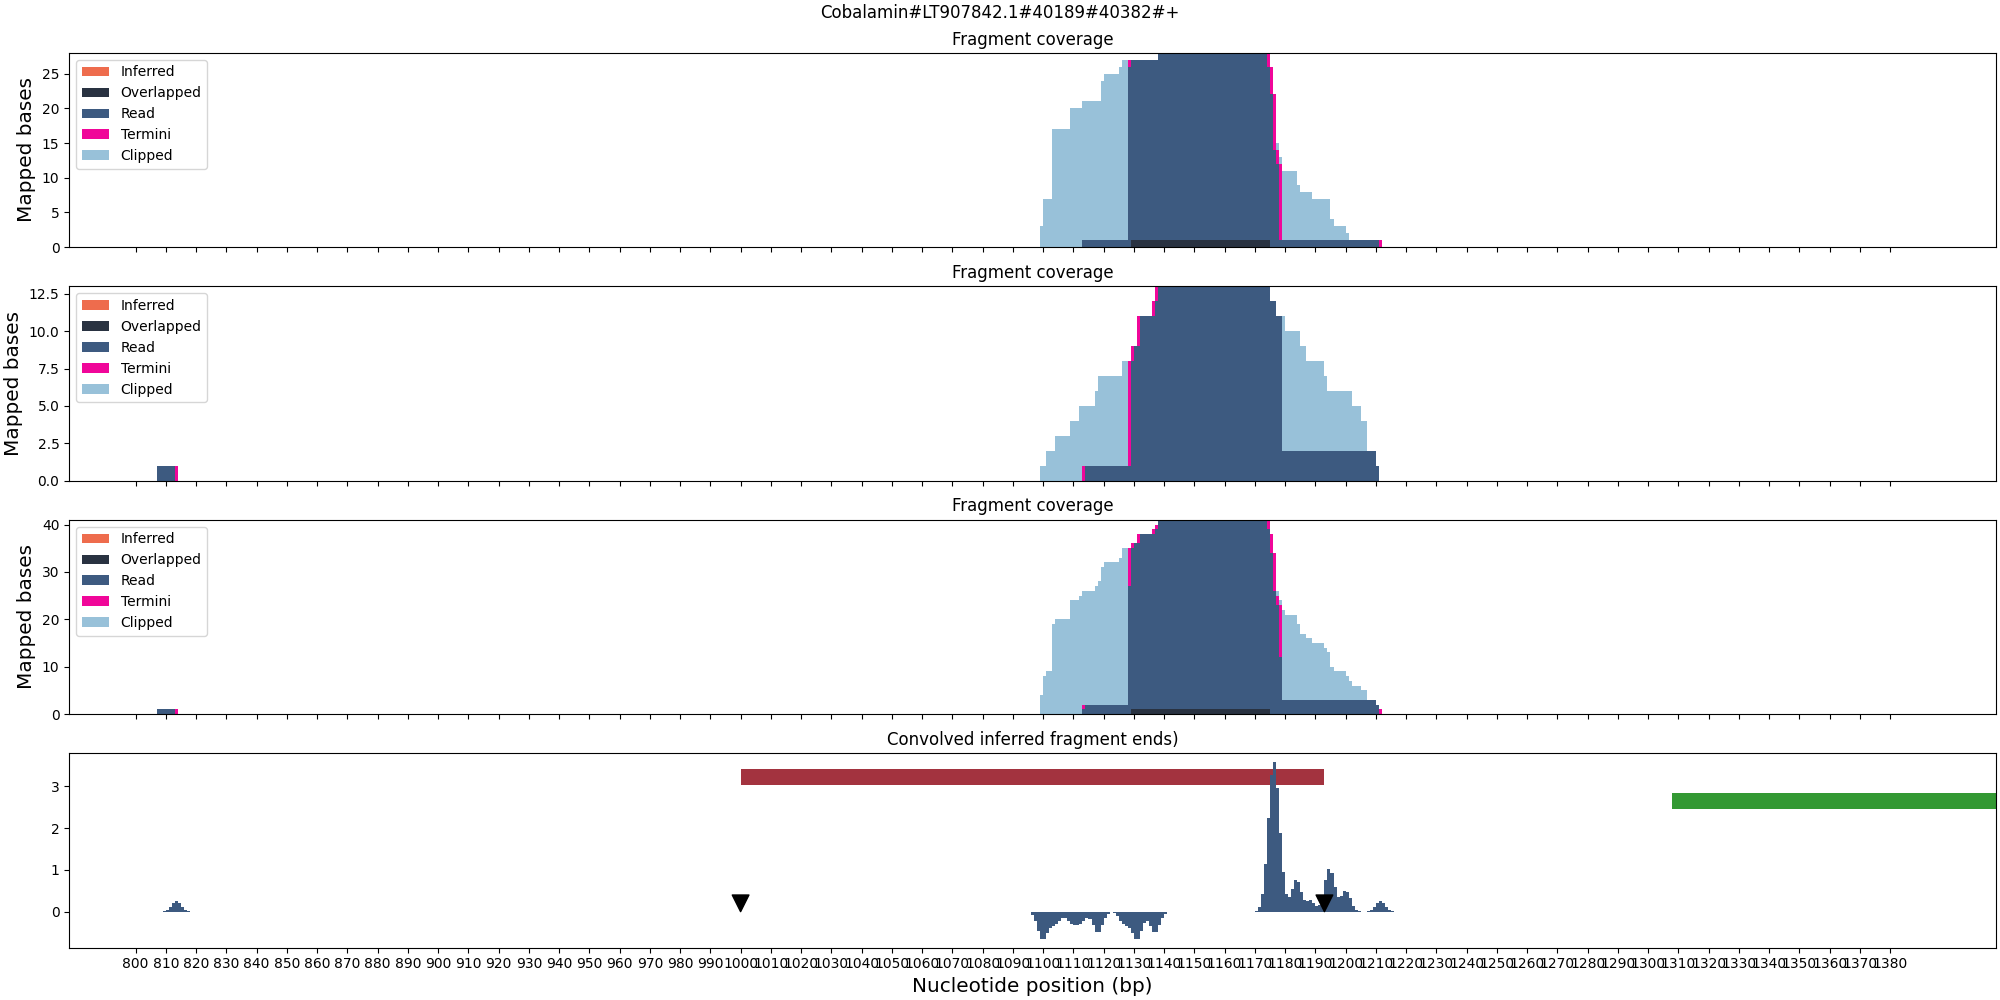 Cobalamin#LT907842.1#40189#40382#+
Fragment coverage
Mapped bases
25
20
15
10
5
0
Inferred
Overlapped
Read
Termini
Clipped
Fragment coverage
Mapped bases
12.5
10.0
7.5
5.0
2.5
0.0
Inferred
Overlapped
Read
Termini
Clipped
Fragment coverage
Mapped bases
40
30
20
10
0
Inferred
Overlapped
Read
Termini
Clipped
Convolved inferred fragment ends)
3
2
1
0
800 810 820 830 840 850 860 870 880 890 900 910 920 930 940 950 960 970 980 990 1000 1010 1020 1030 1040 1050 1060 1070 1080 1090 1100 1110 1120 1130 1140 1150 1160 1170 1180 1190 1200 1210 1220 1230 1240 1250 1260 1270 1280 1290 1300 1310 1320 1330 1340 1350 1360 1370 1380
Nucleotide position (bp)